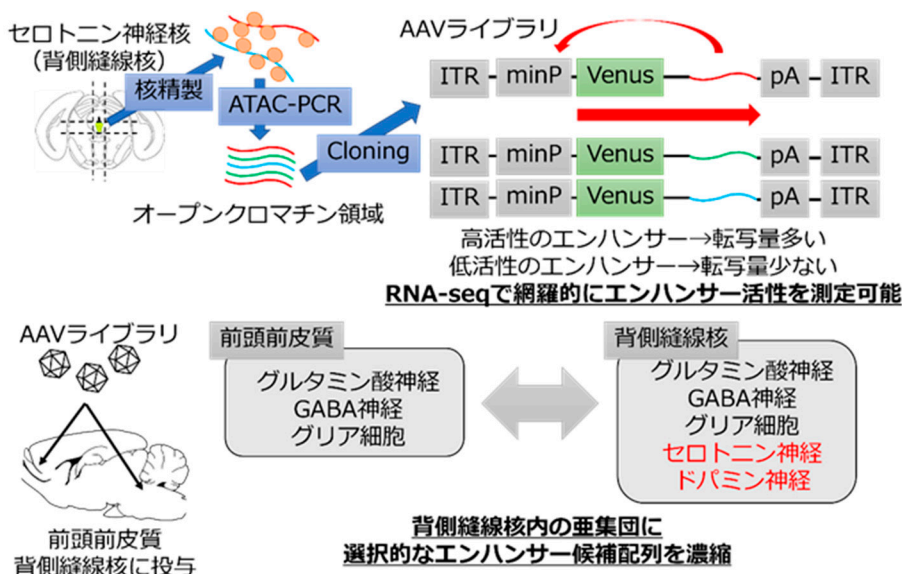 セロトニン神経核
（背側縫線核）
核精製
ATAC-PCR
Cloning
オープンクロマチン領域
AAVライブラリ
ITR minP Venus pA ITR
ITR minP Venus pA ITR
ITR minP Venus pA ITR
高活性のエンハンサー→転写量多い
低活性のエンハンサー→転写量少ない
RNA-seqで網羅的にエンハンサー活性を測定可能
AAVライブラリ
前頭前皮質
背側縫線核に投与
前頭前皮質
グルタミン酸神経
GABA神経
グリア細胞
背側縫線核
グルタミン酸神経
GABA神経
グリア細胞
セロトニン神経
ドパミン神経
背側縫線核内の亜集団に
選択的なエンハンサー候補配列を濃縮